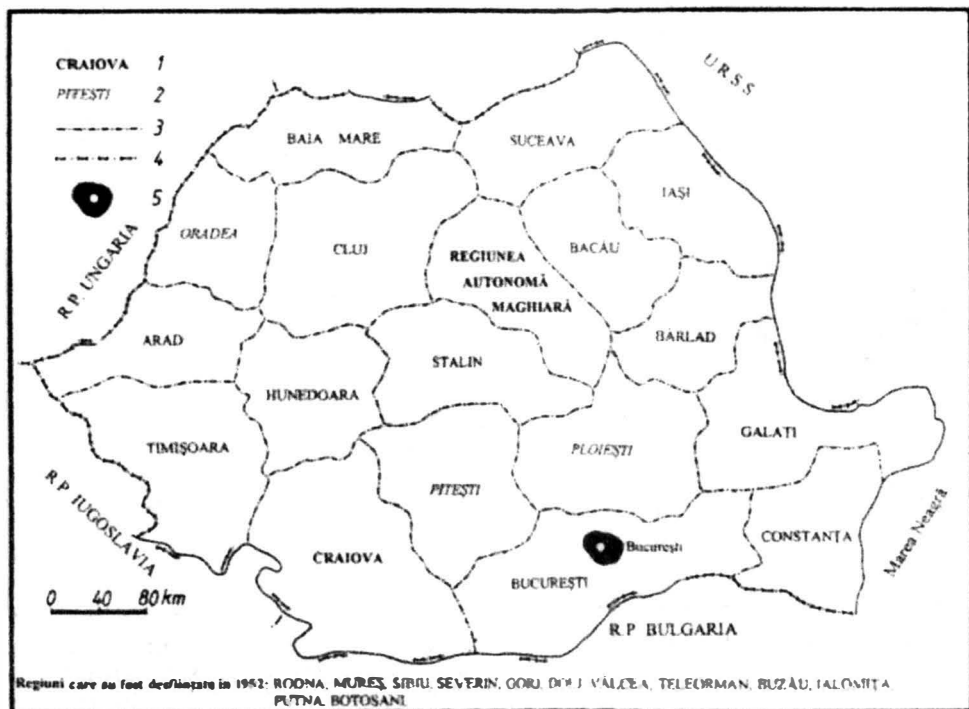 CRAIOVA 1
PITEȘTI 2
3
4
5
U.R.S.S
R.P. UNGARIA
R.P. IUGOSLAVIA
R.P. BULGARIA
Marea Neagră
BAIA MARE
SUCEAVA
IAȘI
ORADEA
CLUJ
REGIUNEA
AUTONOMĂ
MAGHIARĂ
BACĂU
ARAD
HUNEDOARA
STALIN
BÂRLAD
TIMIȘOARA
PITEȘTI
PLOIEȘTI
GALAȚI
CRAIOVA
București
BUCUREȘTI
CONSTANȚA
0 40 80 km
Regiuni care au fost desființate în 1952: RODNA, MUREȘ, SIBIU, SEVERIN, GORJ, DOLJ, VÂLCEA, TELEORMAN, BUZĂU, IALOMIȚA
PUTNA, BOTOȘANI